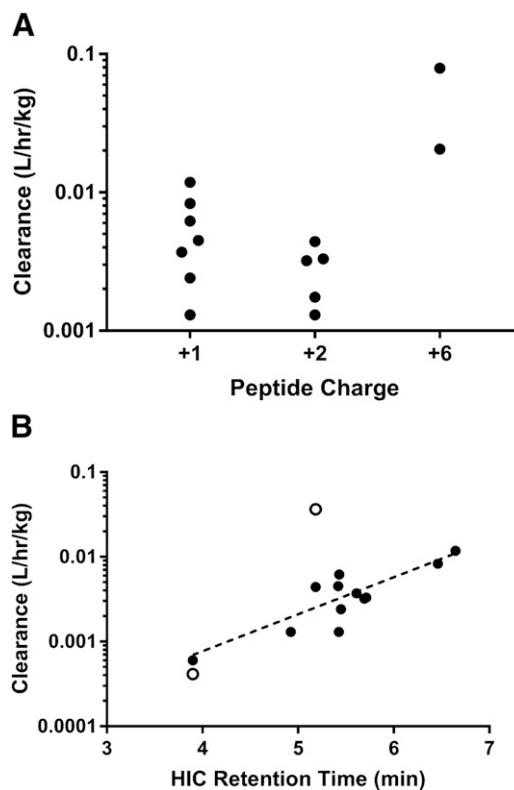 A
Clearance (L/hr/kg)
0.1
0.01
0.001
+1 +2 +6
Peptide Charge
B
Clearance (L/hr/kg)
0.1
0.01
0.001
0.0001
3 4 5 6 7
HIC Retention Time (min)